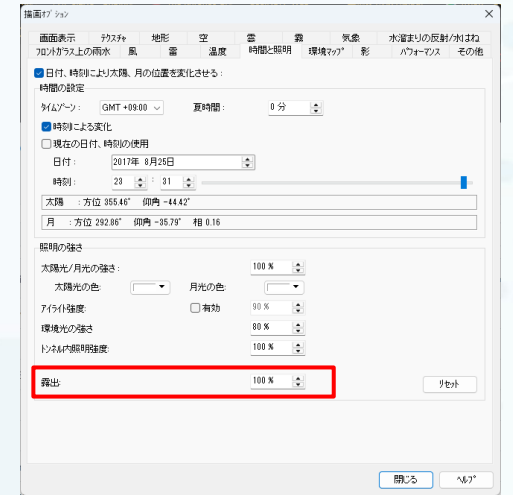 描画ｵﾌﾟｼｮﾝ
画面表示 ﾃｸｽﾁｬ 地形 空 雲 霧 気象 水溜まりの反射/水はね
ﾌﾛﾝﾄｶﾞﾗｽ上の雨水 風 雷 温度 時間と照明 環境ﾏｯﾌﾟ 影 ﾊﾟﾌｫｰﾏﾝｽ その他
日付、時刻により太陽、月の位置を変化させる:
時間の設定
ﾀｲﾑｿﾞｰﾝ: GMT +09:00 夏時間: 0 分
時刻による変化
現在の日付、時刻の使用
日付: 2017年 8月25日
時刻: 23 : 31
太陽 :方位 355.46° 仰角 -44.42°
月 :方位 292.86° 仰角 -35.79° 相 0.16
照明の強さ
太陽光/月光の強さ: 100 %
太陽光の色: 月光の色:
ｱｲﾗｲﾄ強度: 有効 90 %
環境光の強さ 80 %
ﾄﾝﾈﾙ内照明強度: 100 %
露出: 100 % ﾘｾｯﾄ
閉じる ﾍﾙﾌﾟ